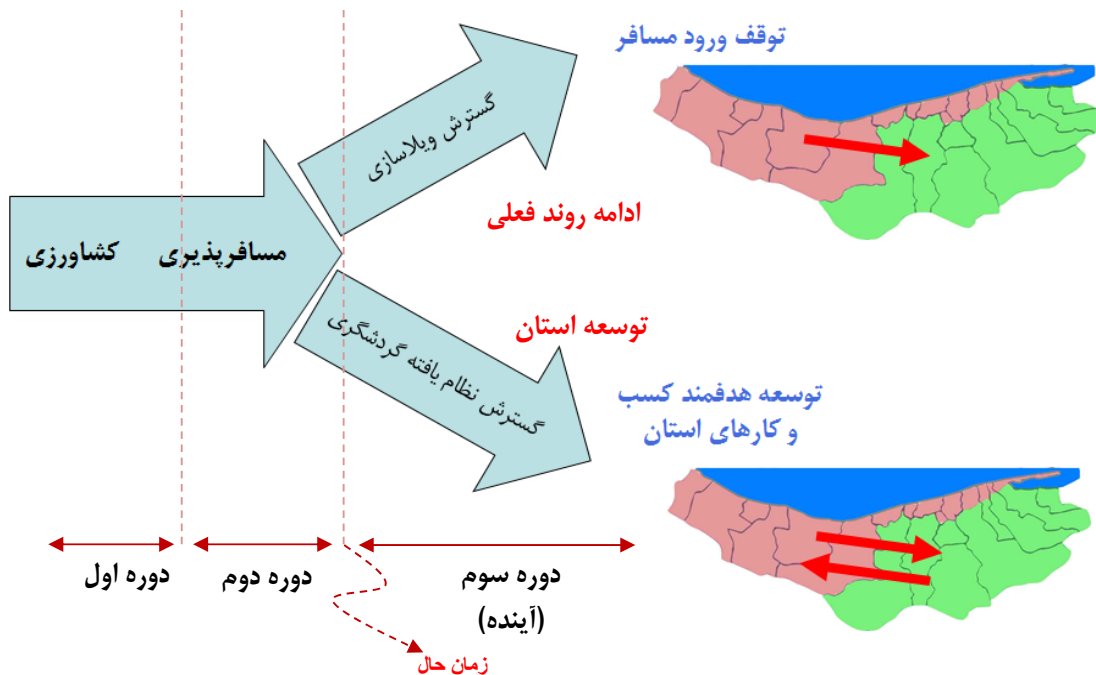 توقف ورود مسافر
گسترش ویلاسازی
ادامه روند فعلی
کشاورزی
مسافرپذیری
توسعه استان
گسترش نظام یافته گردشگری
توسعه هدفمند کسب
و کارهای استان
دوره اول
دوره دوم
دوره سوم
(آینده)
زمان حال